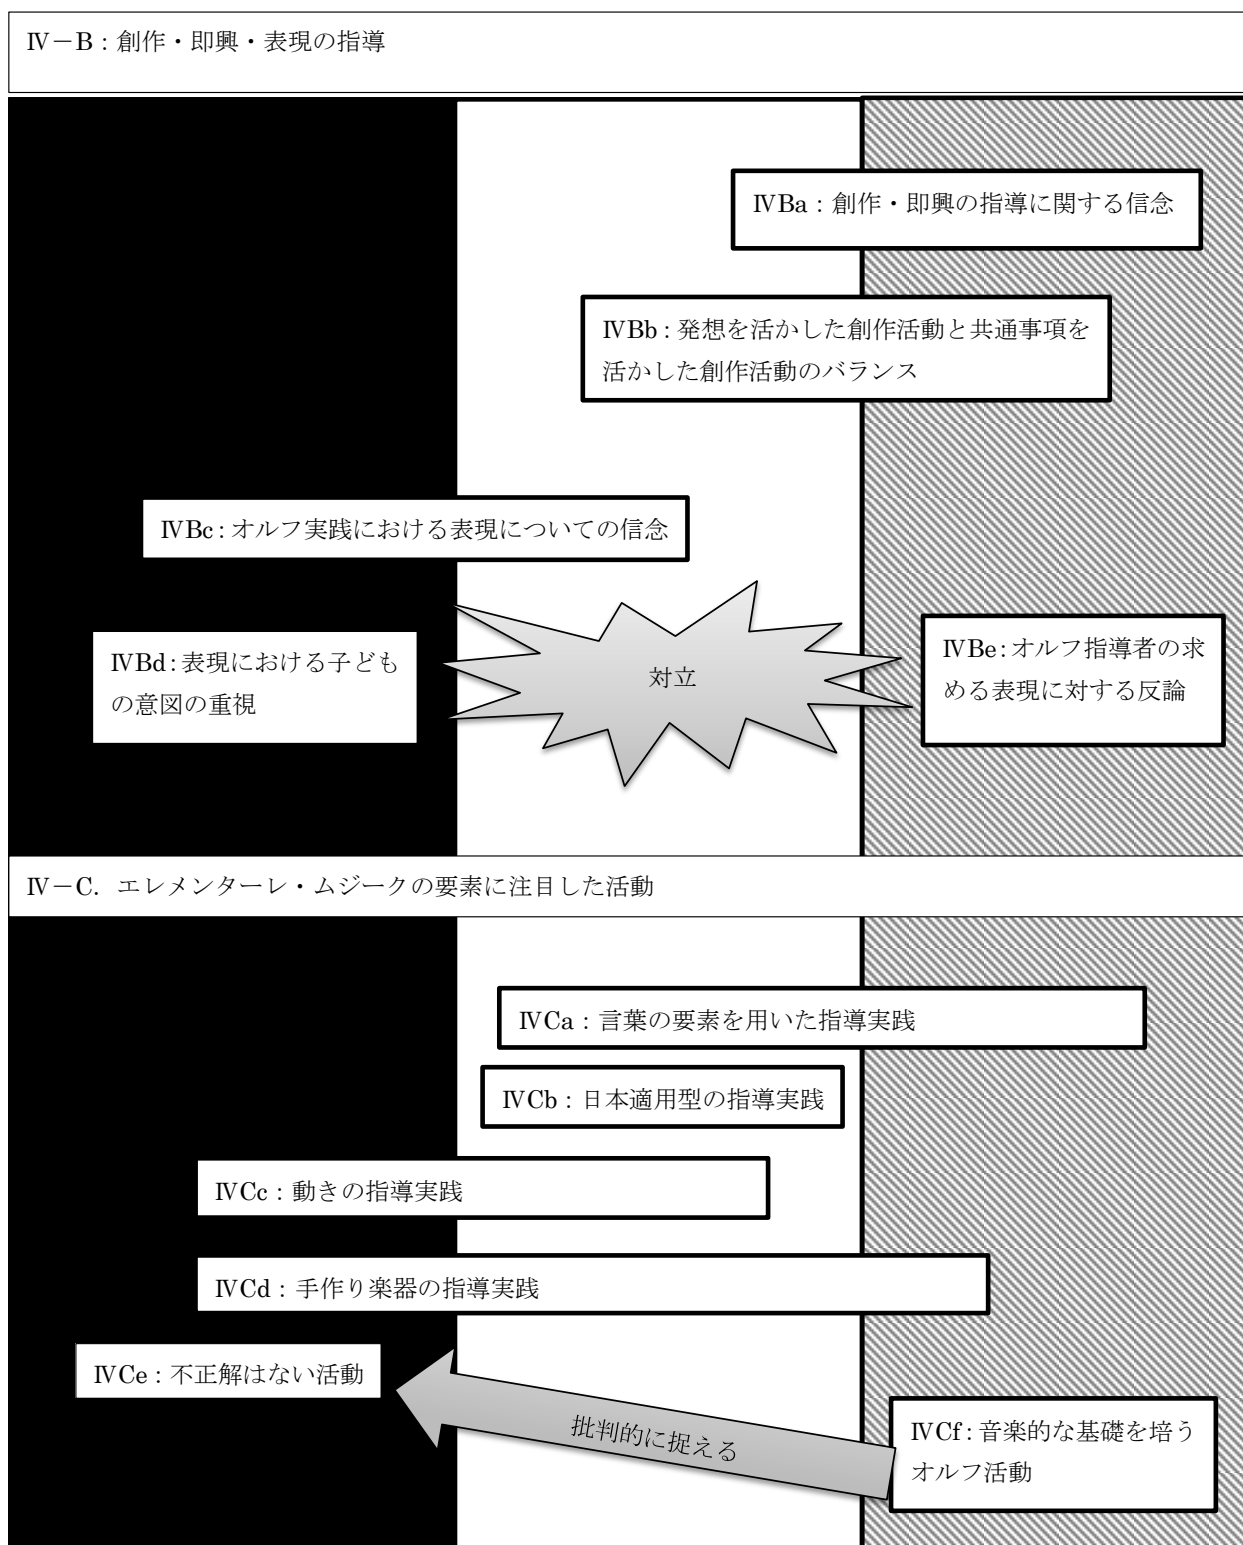 Ⅳ－B：創作・即興・表現の指導
ⅣBa：創作・即興の指導に関する信念
ⅣBb：発想を活かした創作活動と共通事項を
活かした創作活動のバランス
ⅣBc：オルフ実践における表現についての信念
ⅣBd：表現における子ども
の意図の重視
対立
ⅣBe：オルフ指導者の求
める表現に対する反論
Ⅳ－C．エレメンターレ・ムジークの要素に注目した活動
ⅣCa：言葉の要素を用いた指導実践
ⅣCb：日本適用型の指導実践
ⅣCc：動きの指導実践
ⅣCd：手作り楽器の指導実践
ⅣCe：不正解はない活動
批判的に捉える
ⅣCf：音楽的な基礎を培う
オルフ活動